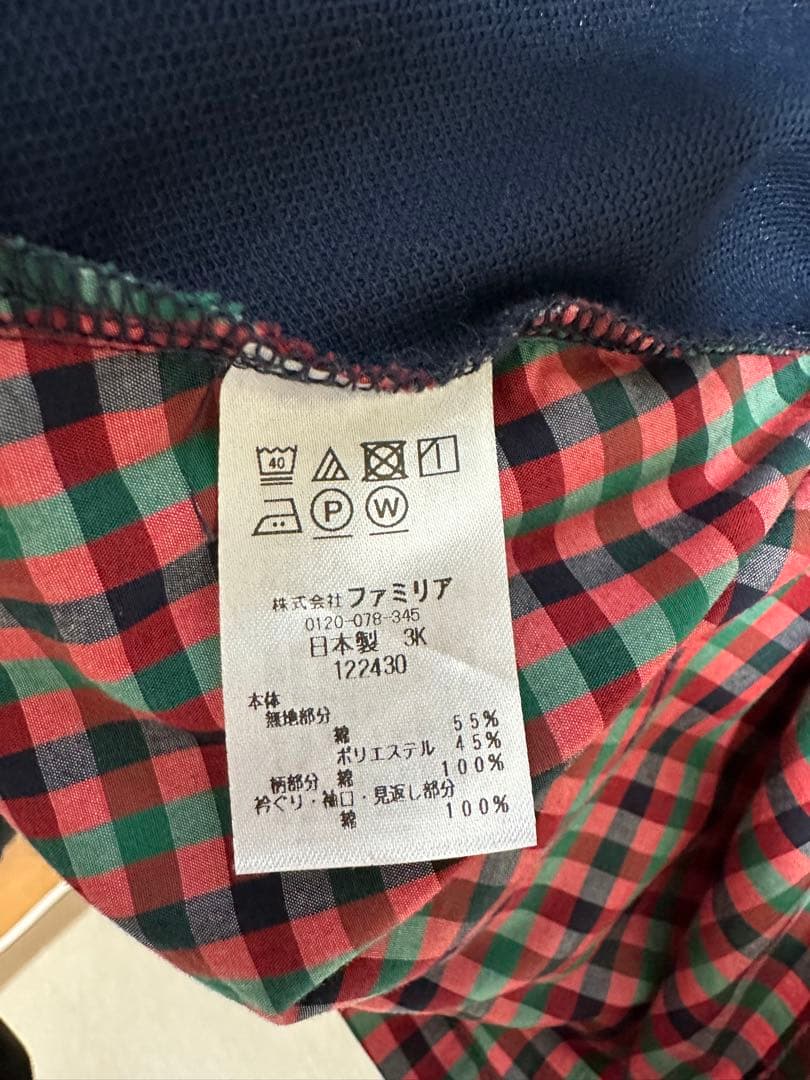 40
P W
株式会社 ファミリア
0120-078-345
日本製 3K
122430
本体
無地部分
綿 55%
ポリエステル 45%
柄部分 綿 100%
衿ぐり・袖口・見返し部分
綿 100%